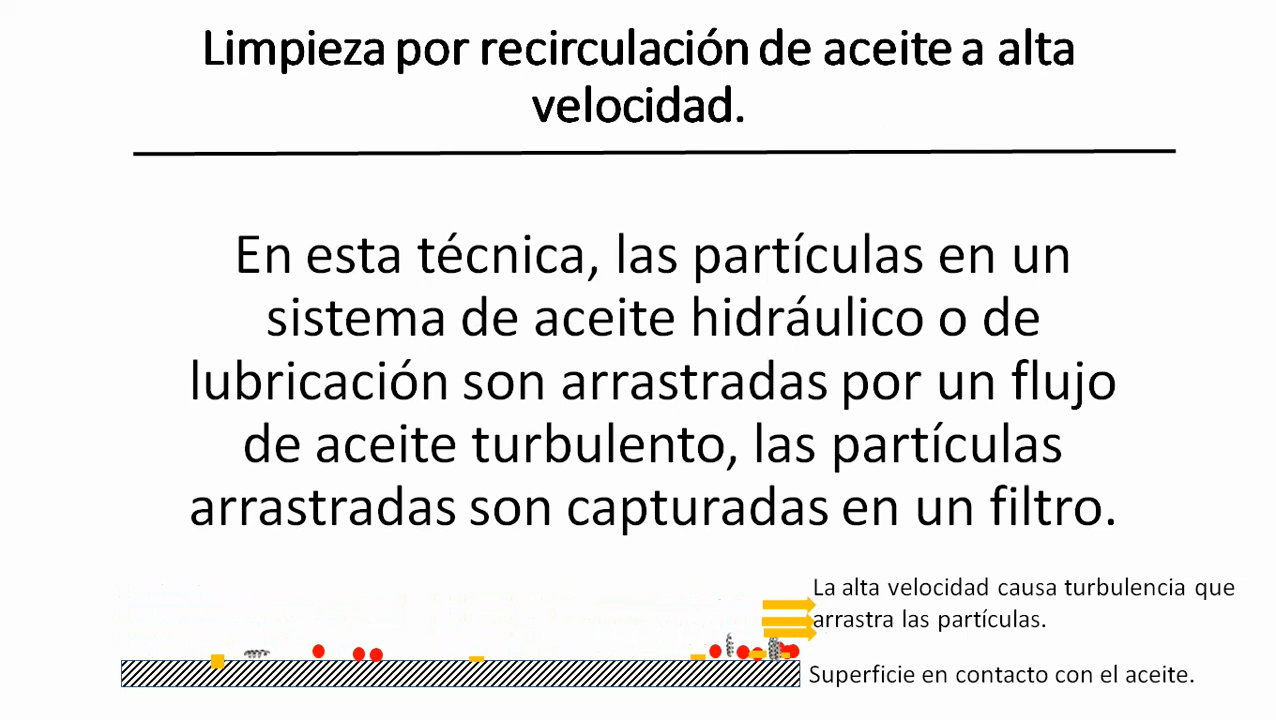 Limpieza por recirculación de aceite a alta
velocidad.
En esta técnica, las partículas en un
sistema de aceite hidráulico o de
lubricación son arrastradas por un flujo
de aceite turbulento, las partículas
arrastradas son capturadas en un filtro.
La alta velocidad causa turbulencia que
arrastra las partículas.
Superficie en contacto con el aceite.